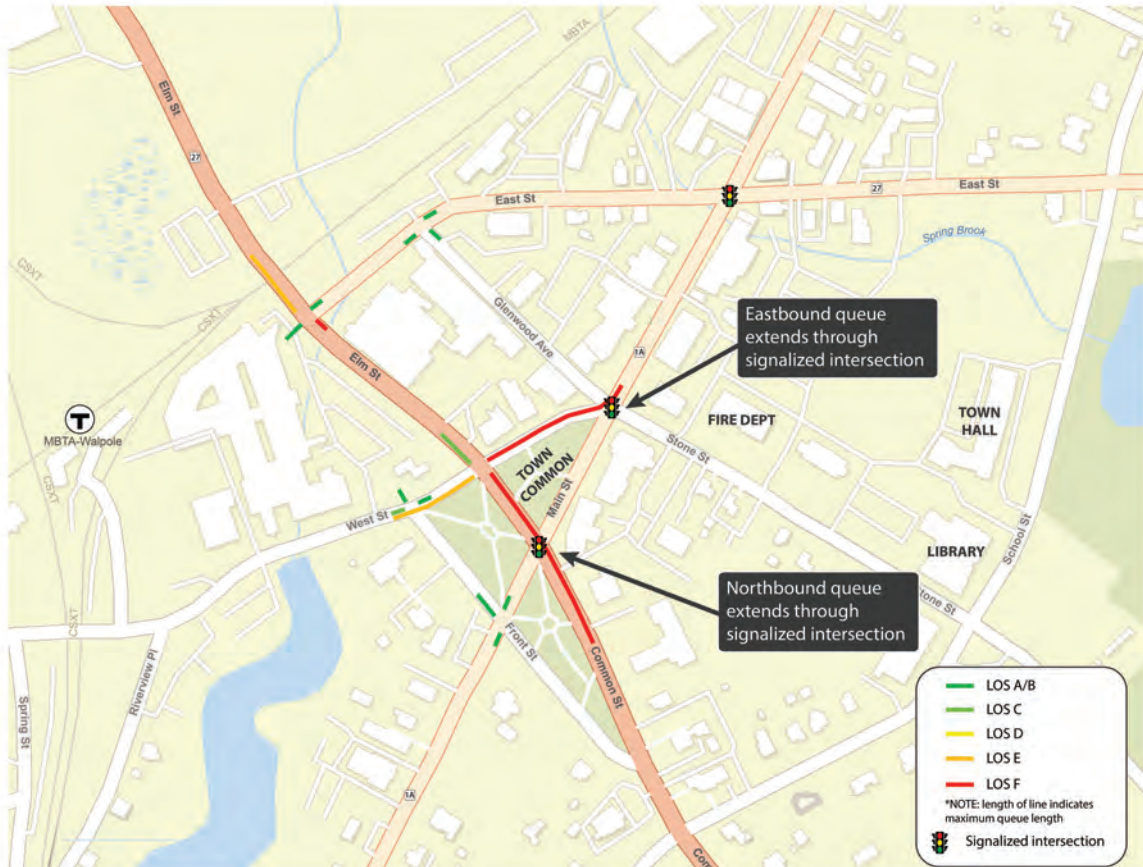 MBTA
Elm St
27
East St
27
East St
Spring Brook
CSXT
CSXT
Glenwood Ave
Eastbound queue
extends through
signalized intersection
1A
Elm St
T
MBTA-Walpole
FIRE DEPT
TOWN
HALL
Stone St
TOWN
COMMON
Main St
CSXT
West St
School St
LIBRARY
Northbound queue
extends through
signalized intersection
Stone St
CSXT
Front St
Riverview Pl
Common St
Spring St
1A
LOS A/B
LOS C
LOS D
LOS E
LOS F
*NOTE: length of line indicates
maximum queue length
Signalized intersection